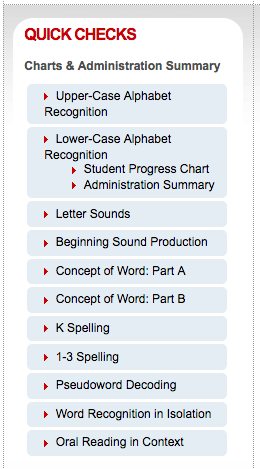 QUICK CHECKS
Charts & Administration Summary
Upper-Case Alphabet
Recognition
Lower-Case Alphabet
Recognition
Student Progress Chart
Administration Summary
Letter Sounds
Beginning Sound Production
Concept of Word: Part A
Concept of Word: Part B
K Spelling
1-3 Spelling
Pseudoword Decoding
Word Recognition in Isolation
Oral Reading in Context